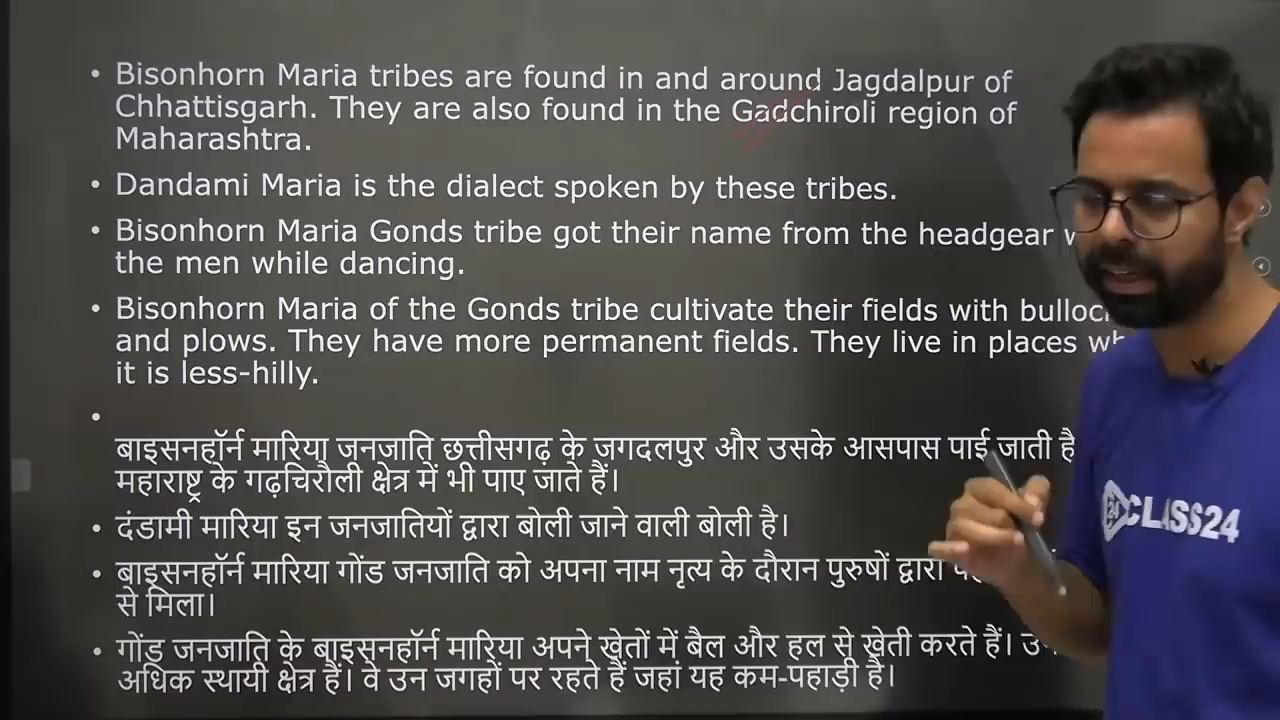 • Bisonhorn Maria tribes are found in and around Jagdalpur of
Chhattisgarh. They are also found in the Gadchiroli region of
Maharashtra.
• Dandami Maria is the dialect spoken by these tribes.
• Bisonhorn Maria Gonds tribe got their name from the headgear
the men while dancing.
• Bisonhorn Maria of the Gonds tribe cultivate their fields with
and plows. They have more permanent fields. They live in places
it is less-hilly.
•
बाइसनहॉर्न मारिया जनजाति छत्तीसगढ़ के जगदलपुर और उसके आसपास पाई जाती है
महाराष्ट्र के गढ़चिरौली क्षेत्र में भी पाए जाते हैं।
• दंडामी मारिया इन जनजातियों द्वारा बोली जाने वाली बोली है।
• बाइसनहॉर्न मारिया गोंड जनजाति को अपना नाम नृत्य के दौरान पुरुषों द्वारा
से मिला।
• गोंड जनजाति के बाइसनहॉर्न मारिया अपने खेतों में बैल और हल से खेती करते हैं।
अधिक स्थायी क्षेत्र हैं। वे उन जगहों पर रहते हैं जहां यह कम-पहाड़ी है।
24 CLASS24